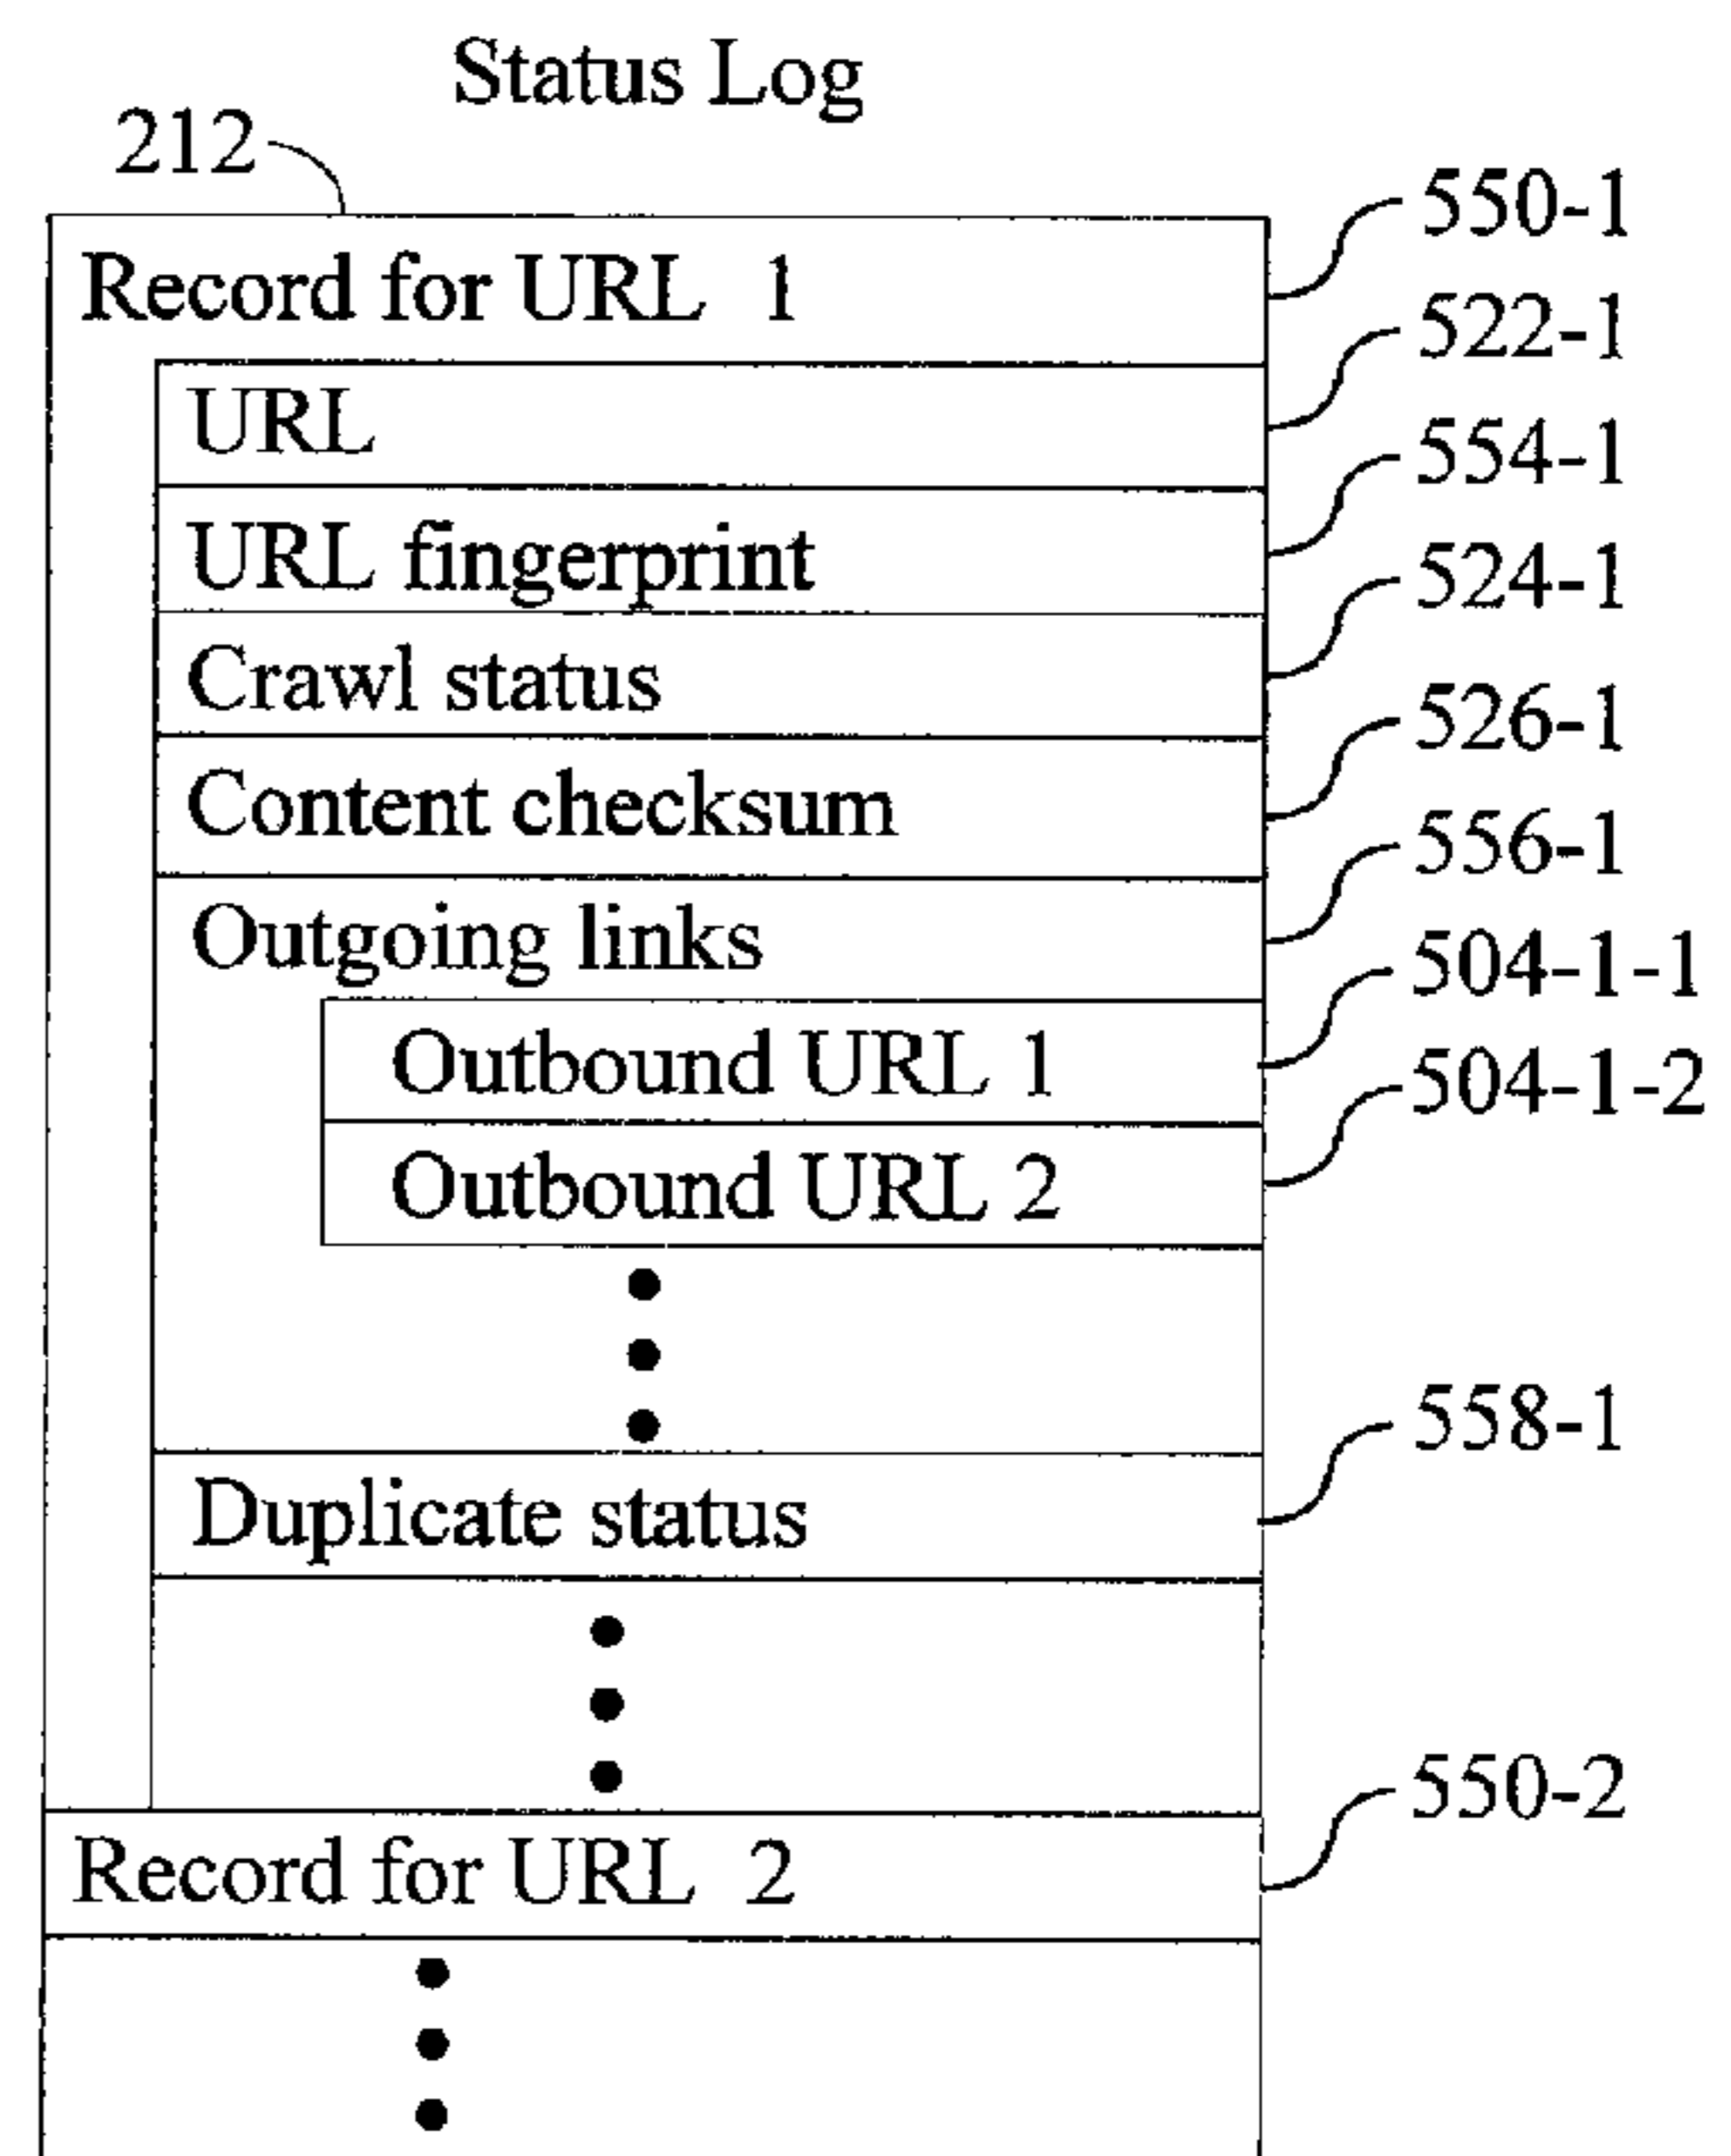 Status Log
212
550-1
Record for URL 1
522-1
URL
554-1
URL fingerprint
524-1
Crawl status
526-1
Content checksum
556-1
Outgoing links
504-1-1
Outbound URL 1
504-1-2
Outbound URL 2
558-1
Duplicate status
550-2
Record for URL 2